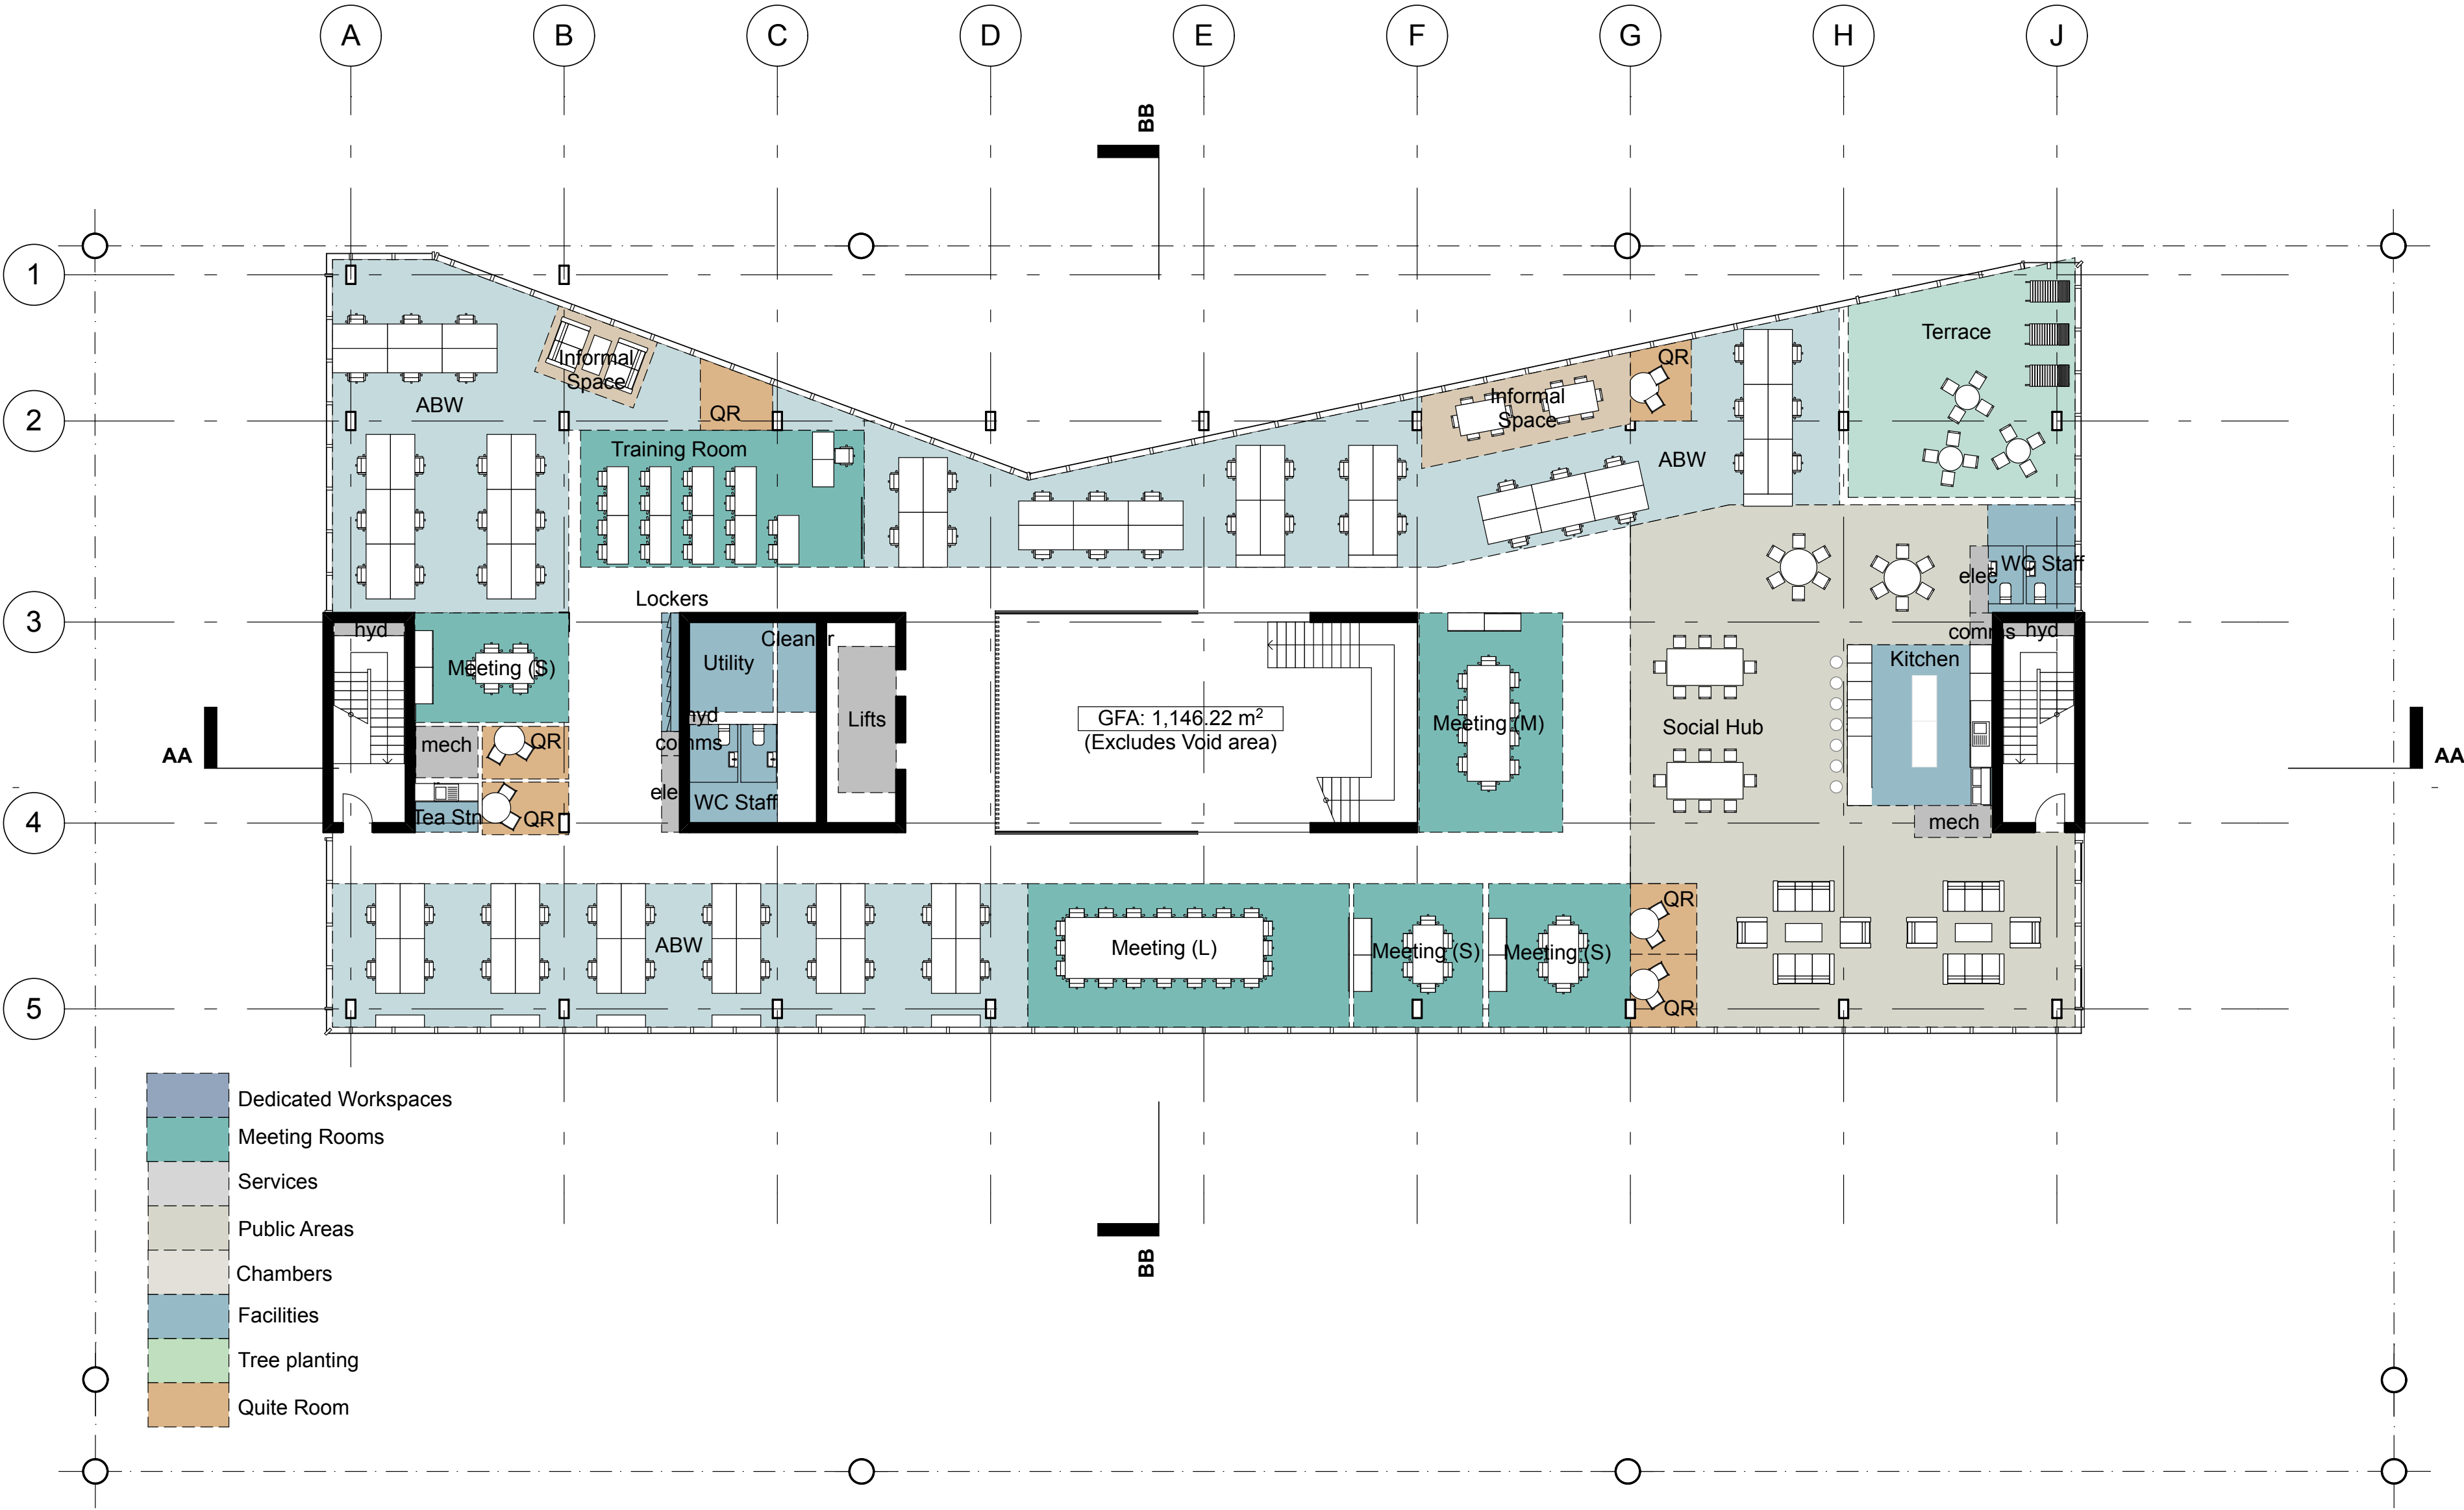 A B C D E F G H J
BB
1
Terrace
Informal
Space
QR
ABW
Informal
Space
QR
2
QR
Training Room
ABW
WC Staff
elec
Lockers
3
hyd
Cleaner
comms
hyd
Utility
Meeting (S)
Kitchen
Lifts
GFA: 1,146.22 m²
(Excludes Void area)
Meeting (M)
Social Hub
hyd
comms
mech
QR
AA
AA
elec
WC Staff
Tea Stn
QR
4
mech
ABW
Meeting (L)
Meeting (S)
Meeting (S)
QR
QR
5
Dedicated Workspaces
Meeting Rooms
Services
Public Areas
Chambers
Facilities
Tree planting
Quite Room
BB